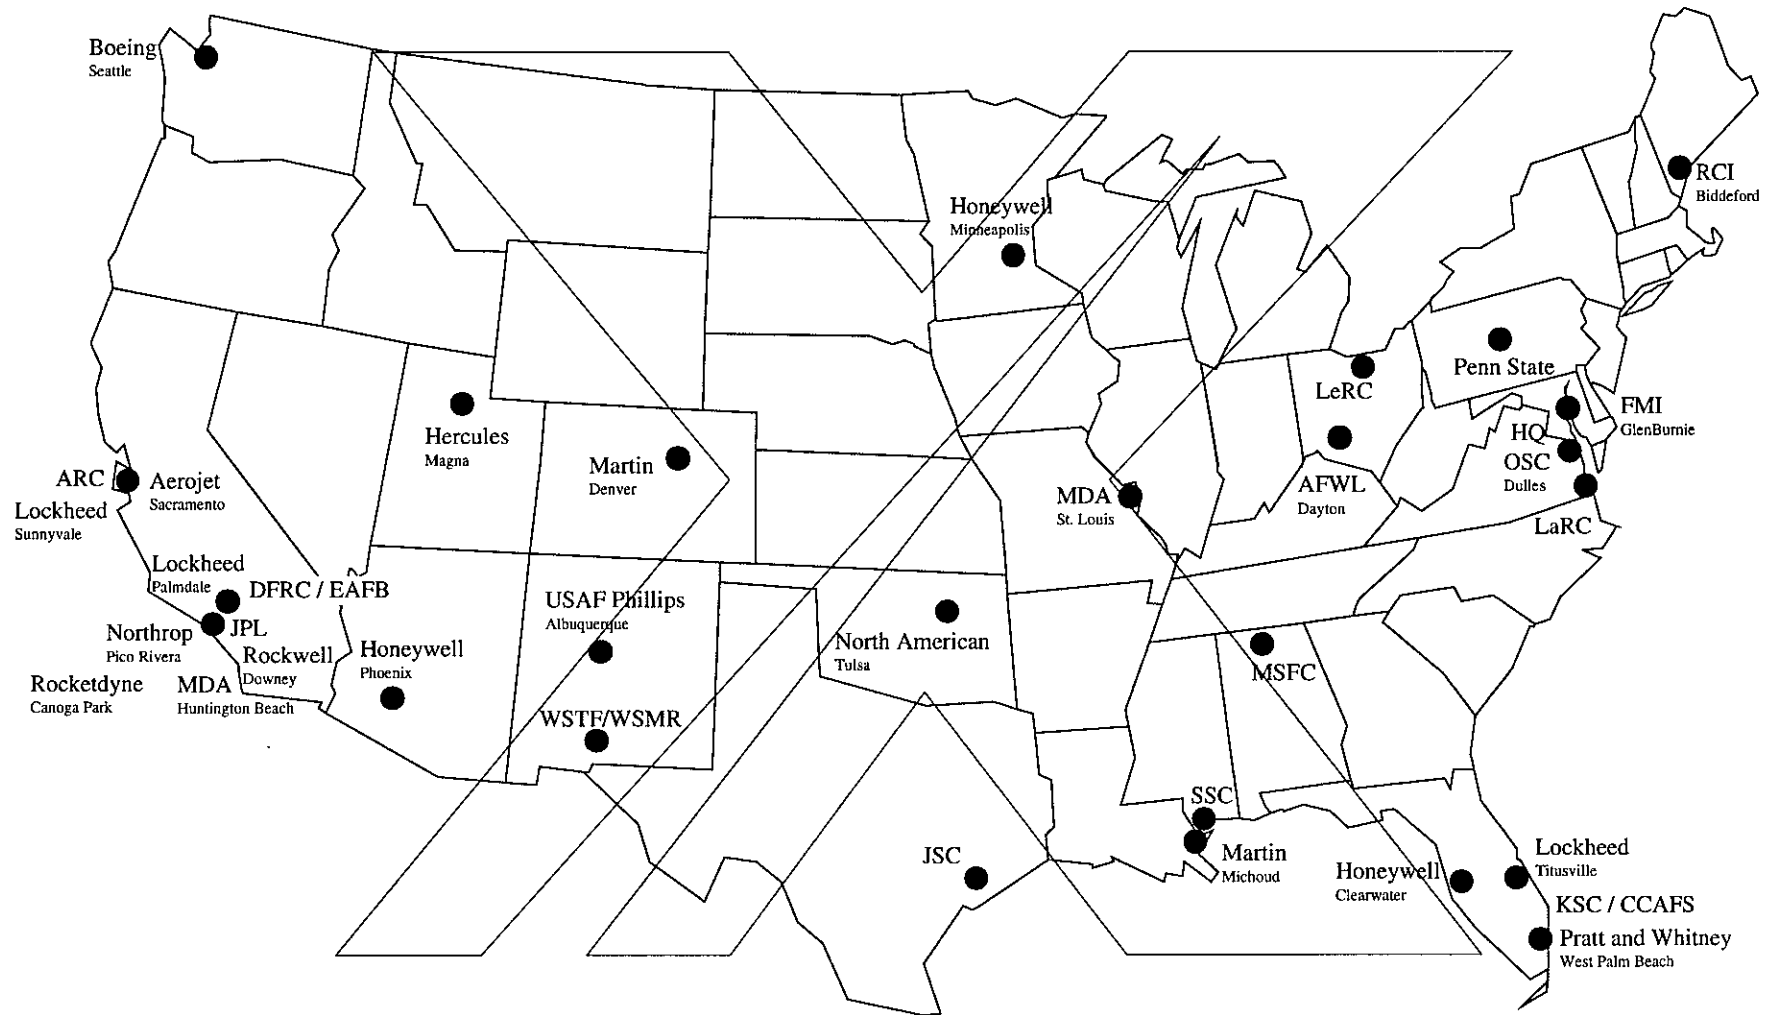 Boeing
Seattle
Honeywell
Minneapolis
RCI
Biddeford
Penn State
LeRC
FMI
GlenBurnie
HQ
OSC
Dulles
LaRC
AFWL
Dayton
Hercules
Magna
Martin
Denver
MDA
St. Louis
ARC
Aerojet
Sacramento
Lockheed
Sunnyvale
Lockheed
Palmdale
DFRC / EAFB
Northrop
Pico Rivera
JPL
Rockwell
Downey
Rocketdyne
Canoga Park
MDA
Huntington Beach
Honeywell
Phoenix
USAF Phillips
Albuquerque
WSTF/WSMR
North American
Tulsa
MSFC
SSC
Martin
Michoud
JSC
Honeywell
Clearwater
Lockheed
Titusville
KSC / CCAFS
Pratt and Whitney
West Palm Beach